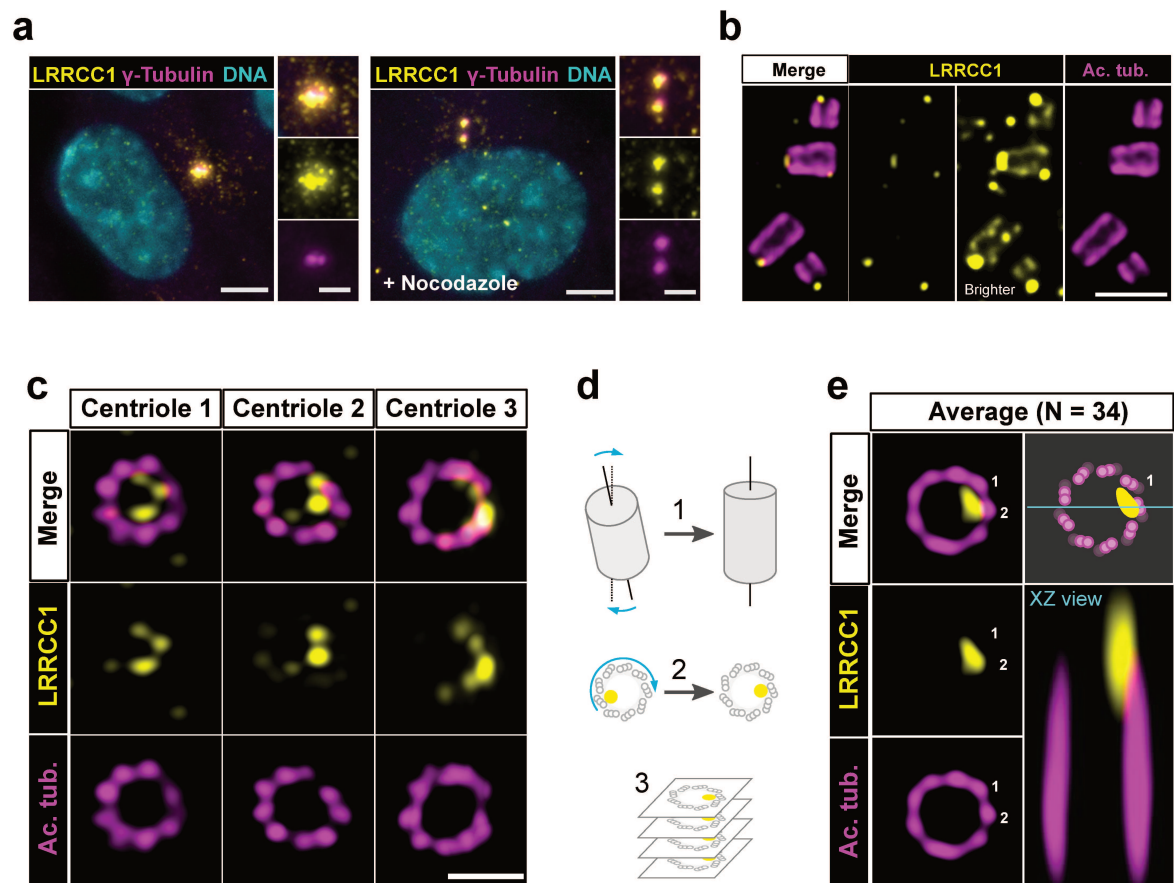 a
LRRCC1 γ-Tubulin DNA
LRRCC1 γ-Tubulin DNA
+ Nocodazole
b
Merge
LRRCC1
Ac. tub.
Brighter
c
Centriole 1
Centriole 2
Centriole 3
Merge
LRRCC1
Ac. tub.
d
1
2
3
e
Average (N = 34)
Merge
LRRCC1
Ac. tub.
1
2
1
1
2
XZ view
1
2